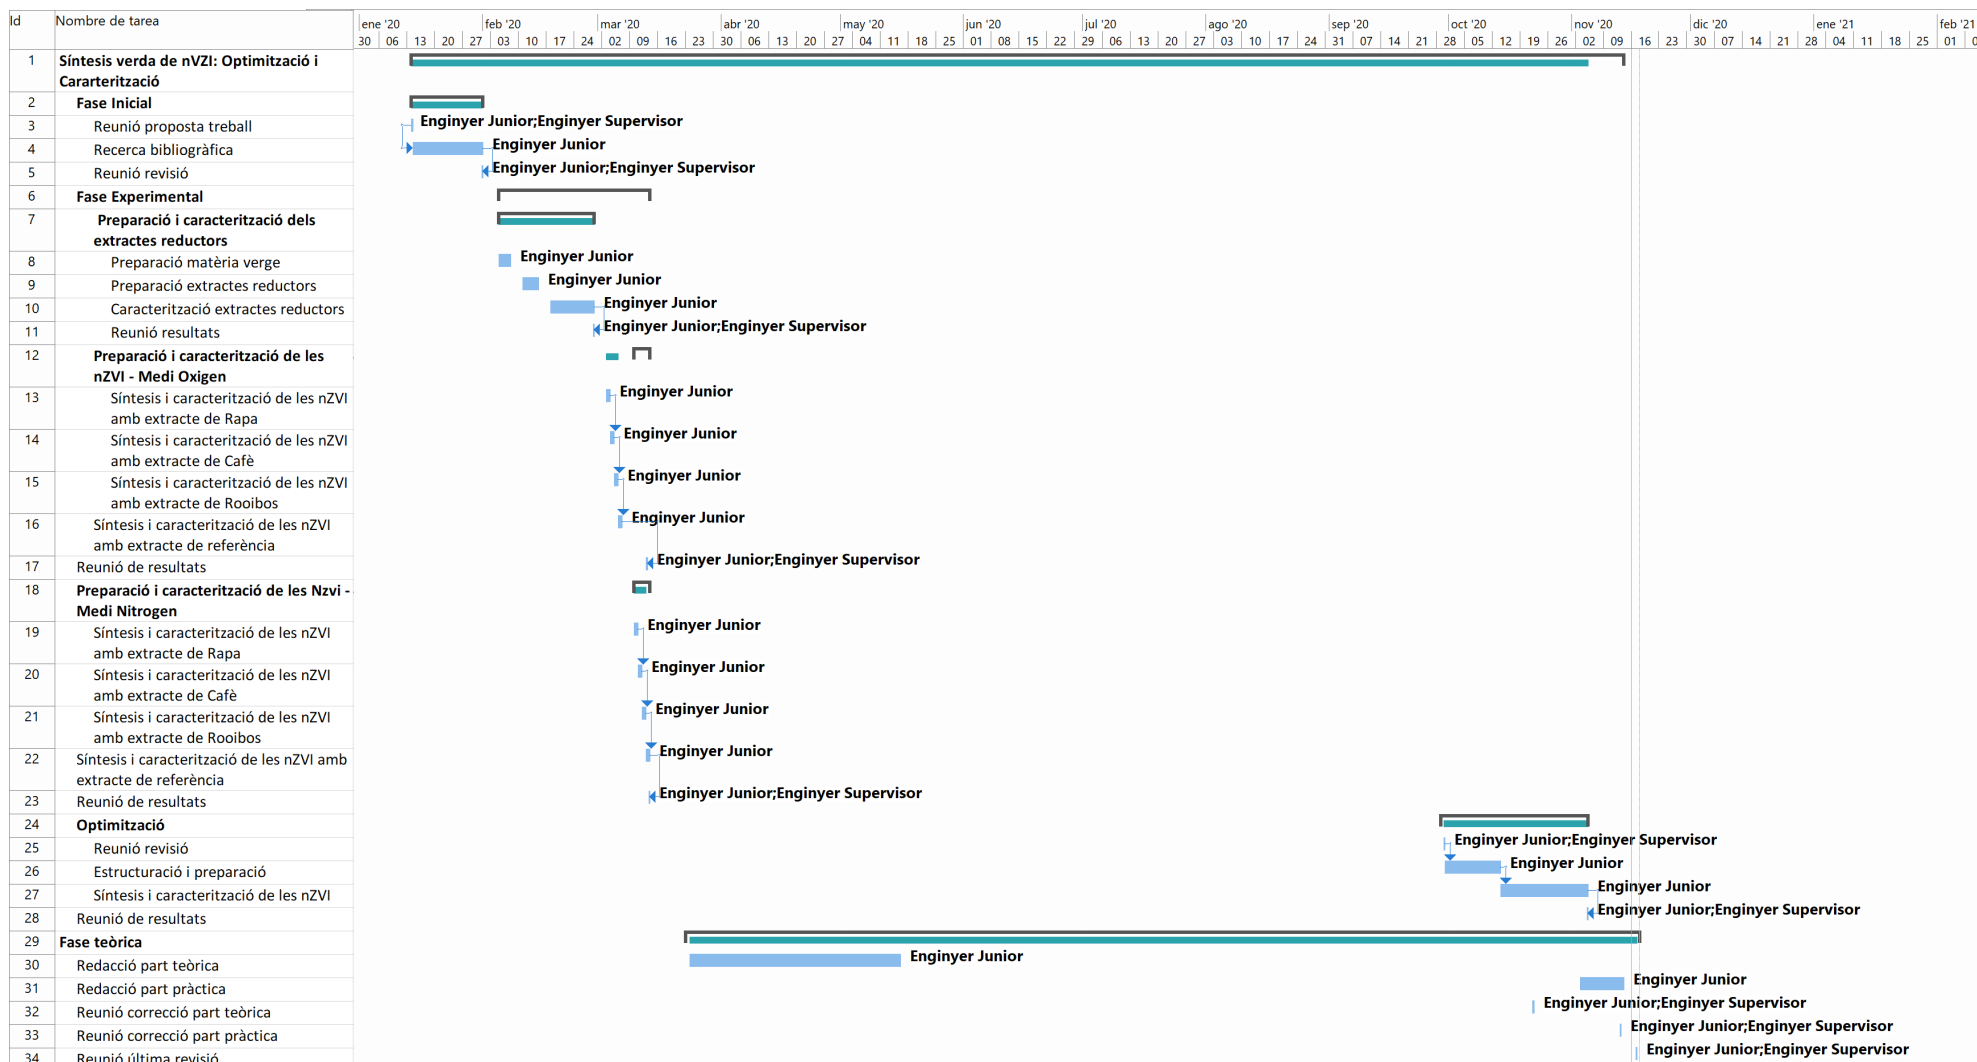 Id Nombre de tarea ene '20 feb '20 mar '20 abr '20 may '20 jun '20 jul '20 ago '20 sep '20 oct '20 nov '20 dic '20 ene '21 feb '21
30 06 13 20 27 03 10 17 24 02 09 16 23 30 06 13 20 27 04 11 18 25 01 08 15 22 29 06 13 20 27 03 10 17 24 31 07 14 21 28 05 12 19 26 02 09 16 23 30 07 14 21 28 04 11 18 25 01
1 Síntesis verda de nVZI: Optimització i
Cararterització
2 Fase Inicial
3 Reunió proposta treball Enginyer Junior;Enginyer Supervisor
4 Recerca bibliogràfica Enginyer Junior
5 Reunió revisió Enginyer Junior;Enginyer Supervisor
6 Fase Experimental
7 Preparació i caracterització dels
extractes reductors
8 Preparació matèria verge Enginyer Junior
9 Preparació extractes reductors Enginyer Junior
10 Caracterització extractes reductors Enginyer Junior
11 Reunió resultats Enginyer Junior;Enginyer Supervisor
12 Preparació i caracterització de les
nZVI - Medi Oxigen
13 Síntesis i caracterització de les nZVI Enginyer Junior
amb extracte de Rapa
14 Síntesis i caracterització de les nZVI Enginyer Junior
amb extracte de Cafè
15 Síntesis i caracterització de les nZVI Enginyer Junior
amb extracte de Rooibos
16 Síntesis i caracterització de les nZVI Enginyer Junior
amb extracte de referència
17 Reunió de resultats Enginyer Junior;Enginyer Supervisor
18 Preparació i caracterització de les Nzvi -
Medi Nitrogen
19 Síntesis i caracterització de les nZVI Enginyer Junior
amb extracte de Rapa
20 Síntesis i caracterització de les nZVI Enginyer Junior
amb extracte de Cafè
21 Síntesis i caracterització de les nZVI Enginyer Junior
amb extracte de Rooibos
22 Síntesis i caracterització de les nZVI amb Enginyer Junior
extracte de referència
23 Reunió de resultats Enginyer Junior;Enginyer Supervisor
24 Optimització
25 Reunió revisió Enginyer Junior;Enginyer Supervisor
26 Estructuració i preparació Enginyer Junior
27 Síntesis i caracterització de les nZVI Enginyer Junior
28 Reunió de resultats Enginyer Junior;Enginyer Supervisor
29 Fase teòrica
30 Redacció part teòrica Enginyer Junior
31 Redacció part pràctica Enginyer Junior
32 Reunió correcció part teòrica Enginyer Junior;Enginyer Supervisor
33 Reunió correcció part pràctica Enginyer Junior;Enginyer Supervisor
34 Reunió última revisió Enginyer Junior;Enginyer Supervisor